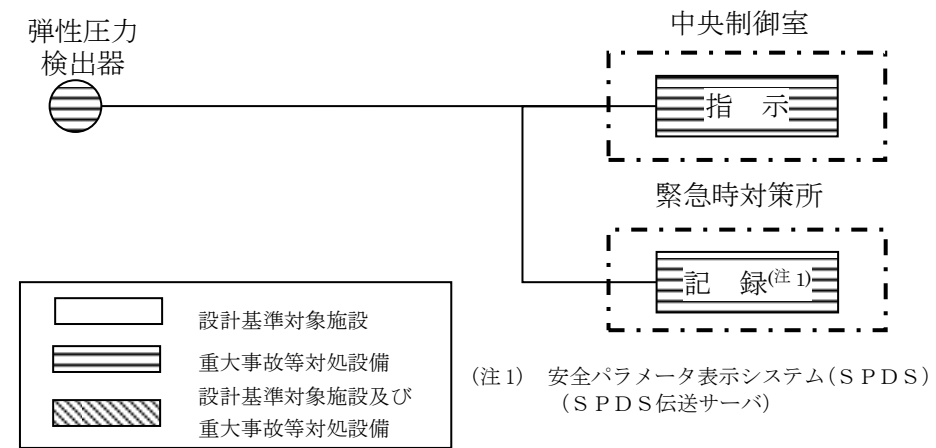 弾性圧力
検出器
中央制御室
指　示
緊急時対策所
記　録(注 1)
設計基準対象施設
重大事故等対処設備
設計基準対象施設及び
重大事故等対処設備
(注 1)　安全パラメータ表示システム(ＳＰＤＳ)
(ＳＰＤＳ伝送サーバ)